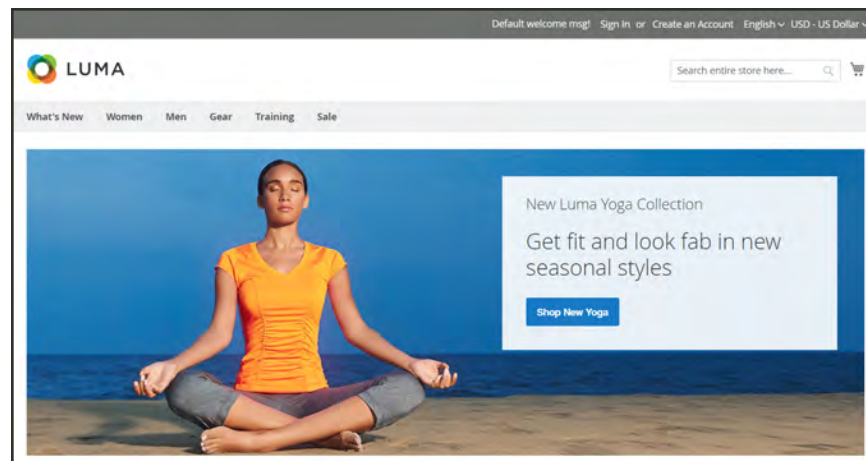 Default welcome msg! Sign In or Create an Account English USD - US Dollar
LUMA
Search entire store here...
What's New Women Men Gear Training Sale
New Luma Yoga Collection
Get fit and look fab in new
seasonal styles
Shop New Yoga